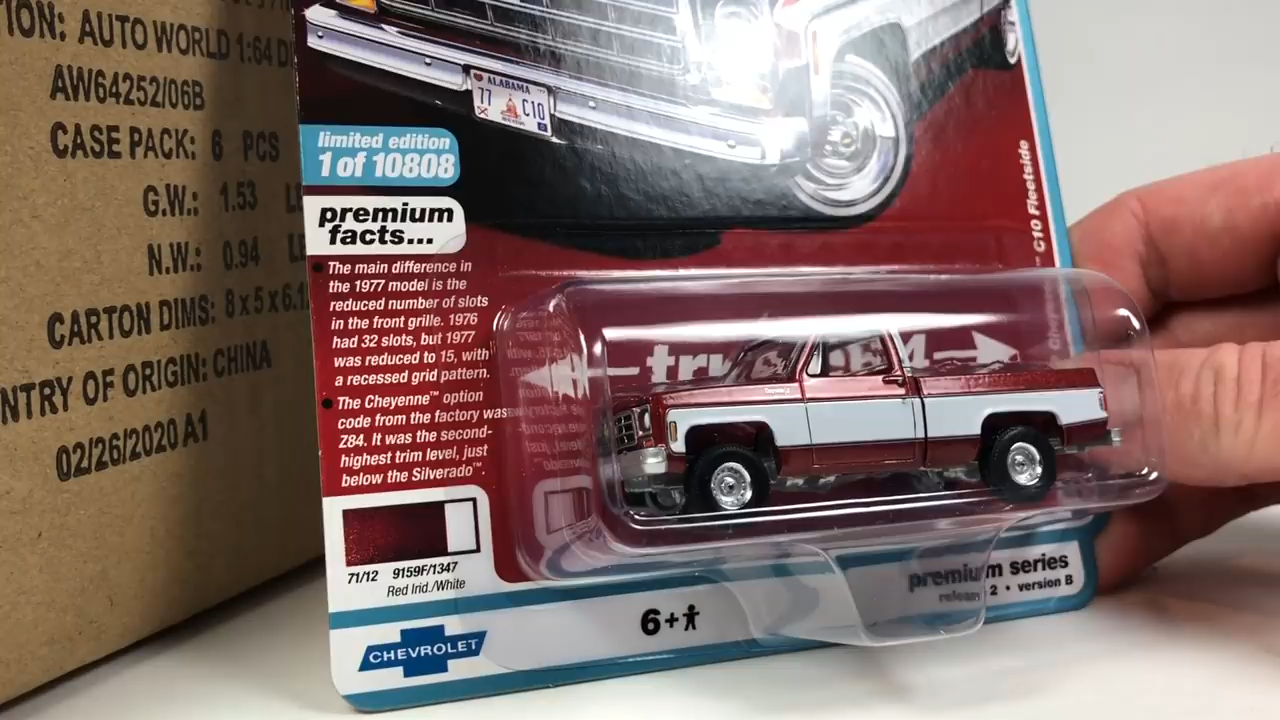 AUTO WORLD 1:64
AW64252/06B
CASE PACK: 6 PCS
G.W.: 1.53
N.W.: 0.94
CARTON DIMS: 8x5x6.1
OF ORIGIN: CHINA
02/26/2020 A1
ALABAMA
77 C10
limited edition
1 of 10808
premium
facts...
• The main difference in
the 1977 model is the
reduced number of slots
in the front grille. 1976
had 32 slots, but 1977
was reduced to 15, with
a recessed grid pattern.
• The Cheyenne™ option
code from the factory was
Z84. It was the second-
highest trim level, just
below the Silverado™.
71/12 9159F/1347
Red Irid./White
CHEVROLET
6+
C10 Fleetside
premium series
release 2 • version B